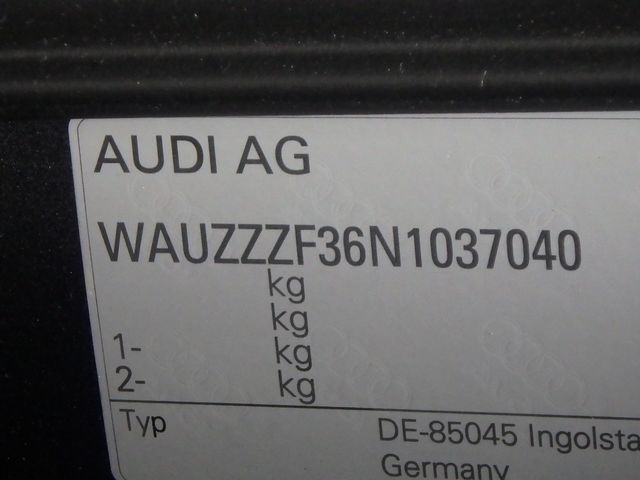 AUDI AG
WAUZZZF36N1037040
kg
kg
1- kg
2- kg
Typ DE-85045 Ingolsta
Germany